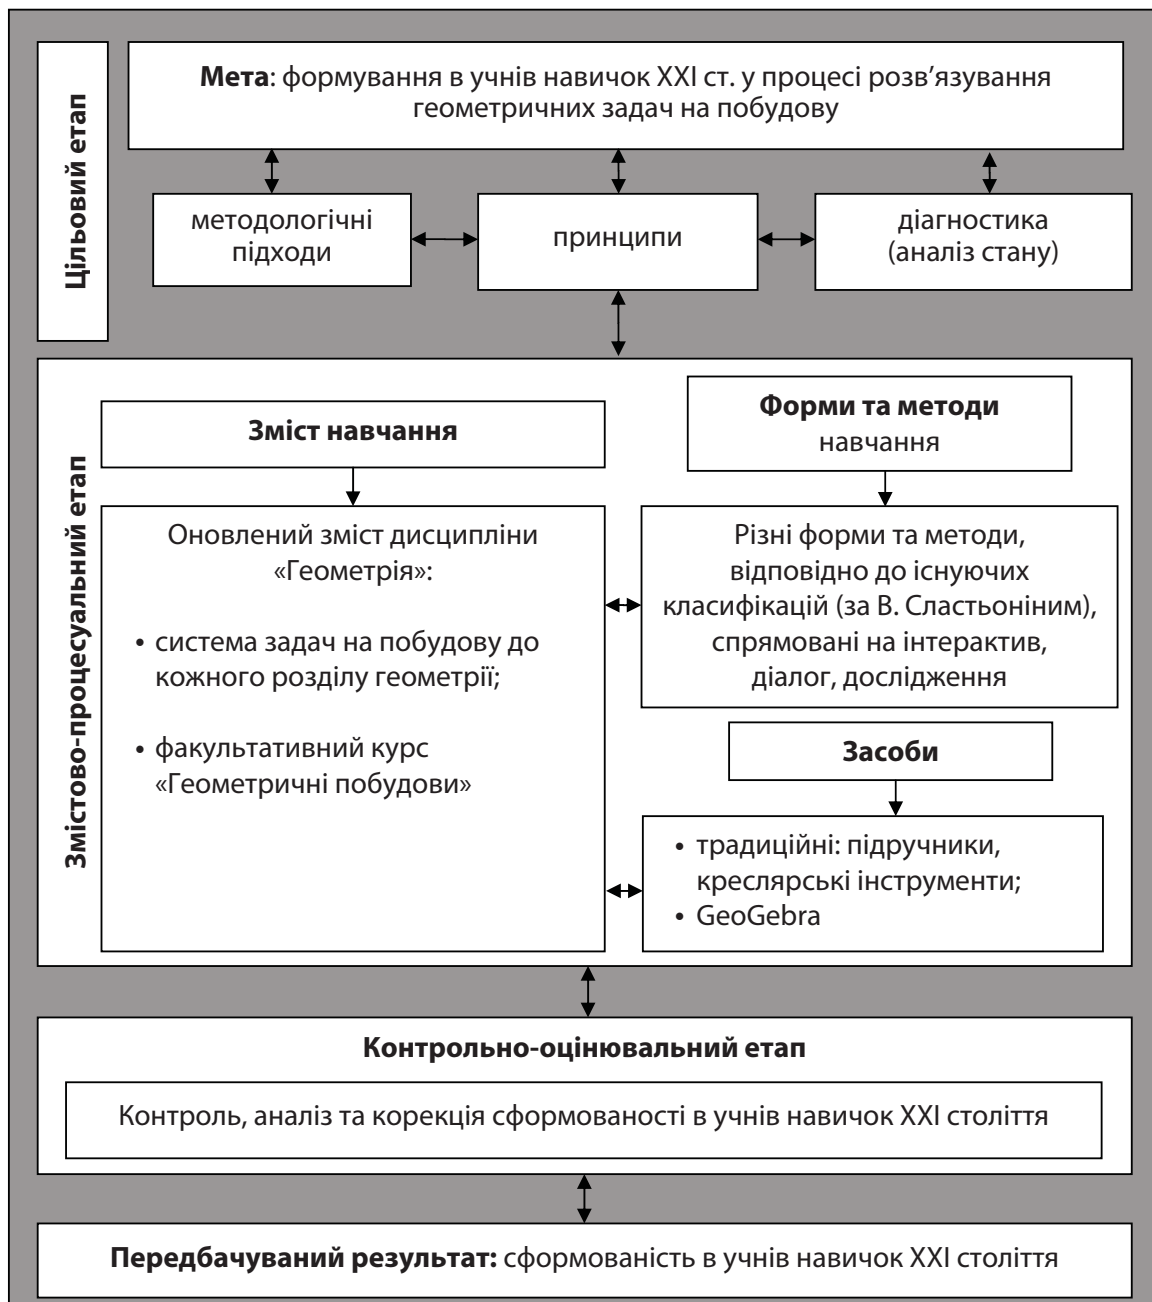 Цільовий етап
Мета: формування в учнів навичок XXI ст. у процесі розв’язування
геометричних задач на побудову
методологічні
підходи
принципи
діагностика
(аналіз стану)
Змістово-процесуальний етап
Зміст навчання
Оновлений зміст дисципліни
«Геометрія»:
• система задач на побудову до
кожного розділу геометрії;
• факультативний курс
«Геометричні побудови»
Форми та методи
навчання
Різні форми та методи,
відповідно до існуючих
класифікацій (за В. Сластьоніним),
спрямовані на інтерактив,
діалог, дослідження
Засоби
• традиційні: підручники,
креслярські інструменти;
• GeoGebra
Контрольно-оцінювальний етап
Контроль, аналіз та корекція сформованості в учнів навичок XXI століття
Передбачуваний результат: сформованість в учнів навичок XXI століття